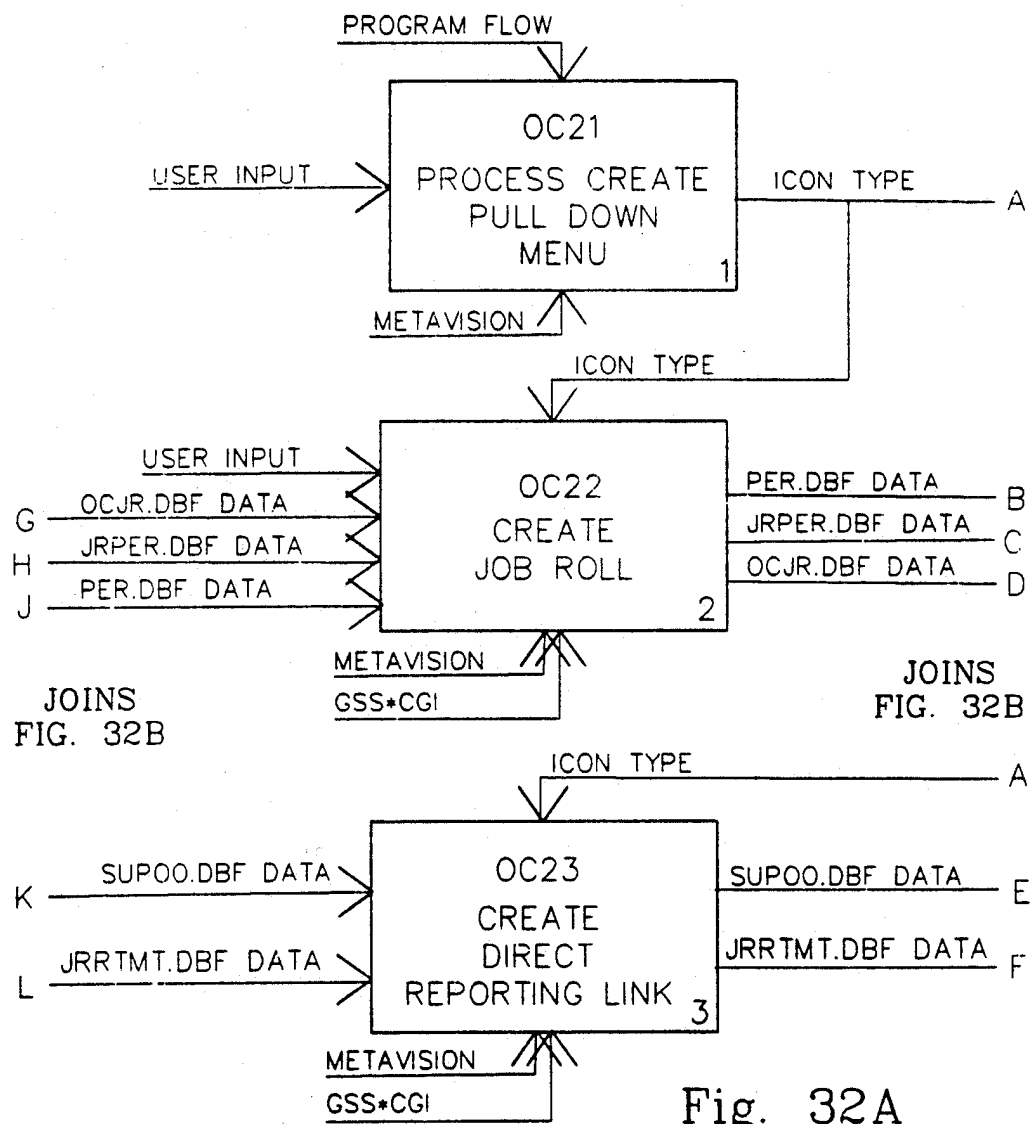 PROGRAM FLOW
OC21
USER INPUT
PROCESS CREATE
PULL DOWN
MENU
1
ICON TYPE
A
METAVISION
ICON TYPE
USER INPUT
G
OCJR.DBF DATA
H
JRPER.DBF DATA
J
PER.DBF DATA
OC22
CREATE
JOB ROLL
2
PER.DBF DATA
B
JRPER.DBF DATA
C
OCJR.DBF DATA
D
METAVISION
GSS*CGI
JOINS
FIG. 32B
JOINS
FIG. 32B
ICON TYPE
A
K
SUPOO.DBF DATA
L
JRRTMT.DBF DATA
OC23
CREATE
DIRECT
REPORTING LINK
3
SUPOO.DBF DATA
E
JRRTMT.DBF DATA
F
METAVISION
GSS*CGI
Fig. 32A